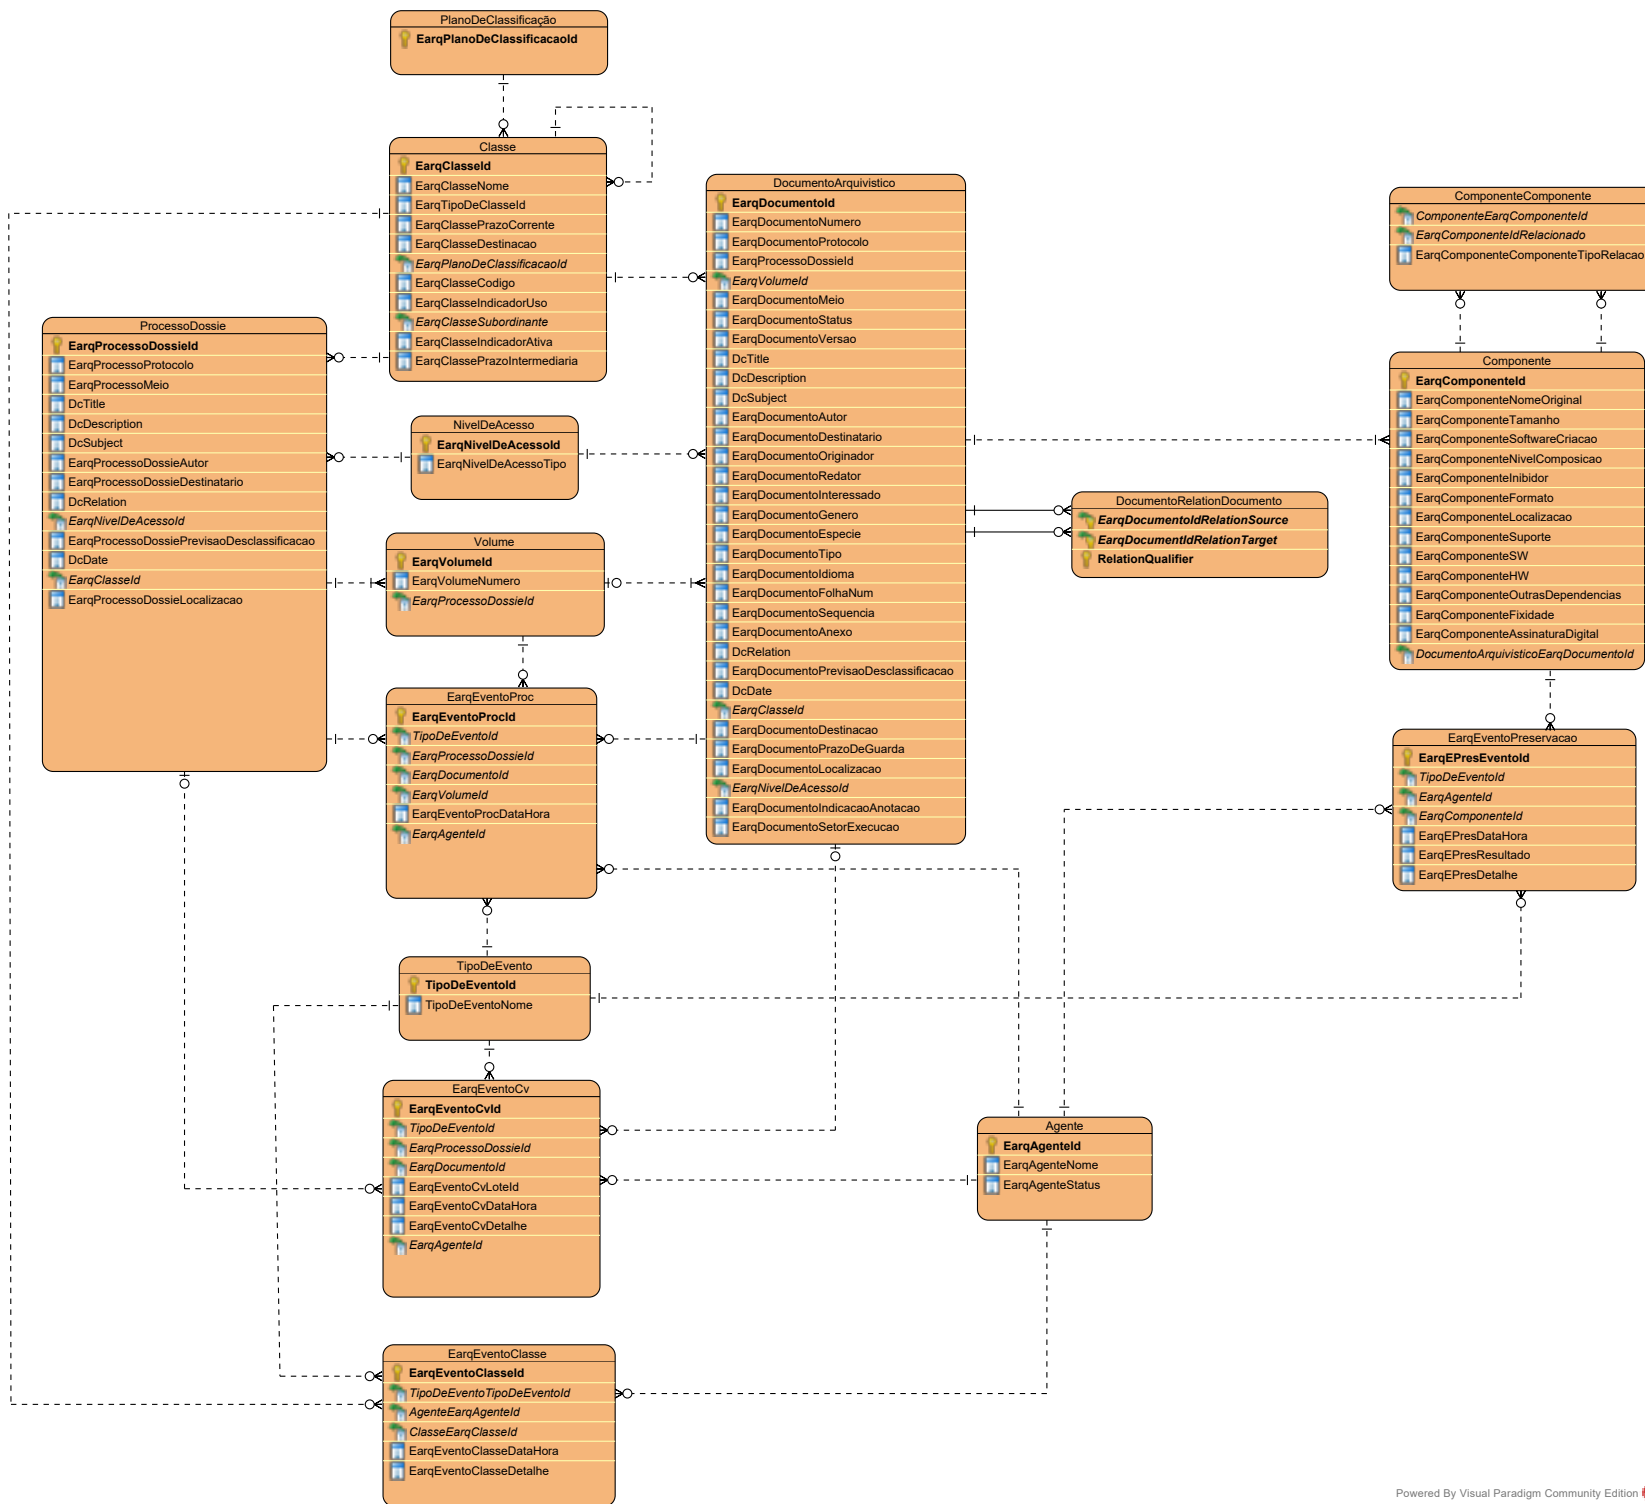 PlanoDeClassificação
EarqPlanoDeClassificacaoId
Classe
EarqClasseId
EarqClasseNome
EarqTipoDeClasseId
EarqClassePrazoCorrente
EarqClasseDestinacao
EarqPlanoDeClassificacaoId
EarqClasseCodigo
EarqClasseIndicadorUso
EarqClasseSubordinante
EarqClasseIndicadorAtiva
EarqClassePrazoIntermediaria
DocumentoArquivistico
EarqDocumentoId
EarqDocumentoNumero
EarqDocumentoProtocolo
EarqProcessoDossieId
EarqVolumeId
EarqDocumentoMeio
EarqDocumentoStatus
EarqDocumentoVersao
DcTitle
DcDescription
DcSubject
EarqDocumentoAutor
EarqDocumentoDestinatario
EarqDocumentoOriginador
EarqDocumentoRedator
EarqDocumentoInteressado
EarqDocumentoGenero
EarqDocumentoEspecie
EarqDocumentoTipo
EarqDocumentoIdioma
EarqDocumentoFolhaNum
EarqDocumentoSequencia
EarqDocumentoAnexo
DcRelation
EarqDocumentoPrevisaoDesclassificacao
DcDate
EarqClasseId
EarqDocumentoDestinacao
EarqDocumentoPrazoDeGuarda
EarqDocumentoLocalizacao
EarqNivelDeAcessoId
EarqDocumentoIndicacaoAnotacao
EarqDocumentoSetorExecucao
ComponenteComponente
ComponenteEarqComponenteId
EarqComponenteIdRelacionado
EarqComponenteComponenteTipoRelacao
ProcessoDossie
EarqProcessoDossieId
EarqProcessoProtocolo
EarqProcessoMeio
DcTitle
DcDescription
DcSubject
EarqProcessoDossieAutor
EarqProcessoDossieDestinatario
DcRelation
EarqNivelDeAcessoId
EarqProcessoDossiePrevisaoDesclassificacao
DcDate
EarqClasseId
EarqProcessoDossieLocalizacao
Componente
EarqComponenteId
EarqComponenteNomeOriginal
EarqComponenteTamanho
EarqComponenteSoftwareCriacao
EarqComponenteNivelComposicao
EarqComponenteInibidor
EarqComponenteFormato
EarqComponenteLocalizacao
EarqComponenteSuporte
EarqComponenteSW
EarqComponenteHW
EarqComponenteOutrasDependencias
EarqComponenteFixidade
EarqComponenteAssinaturaDigital
DocumentoArquivisticoEarqDocumentoId
NivelDeAcesso
EarqNivelDeAcessoId
EarqNivelDeAcessoTipo
DocumentoRelationDocumento
EarqDocumentoIdRelationSource
EarqDocumentIdRelationTarget
RelationQualifier
Volume
EarqVolumeId
EarqVolumeNumero
EarqProcessoDossieId
EarqEventoProc
EarqEventoProcId
TipoDeEventoId
EarqProcessoDossieId
EarqDocumentoId
EarqVolumeId
EarqEventoProcDataHora
EarqAgenteId
EarqEventoPreservacao
EarqEPresEventoId
TipoDeEventoId
EarqAgenteId
EarqComponenteId
EarqEPresDataHora
EarqEPresResultado
EarqEPresDetalhe
TipoDeEvento
TipoDeEventoId
TipoDeEventoNome
EarqEventoCv
EarqEventoCvId
TipoDeEventoId
EarqProcessoDossieId
EarqDocumentoId
EarqEventoCvLoteId
EarqEventoCvDataHora
EarqEventoCvDetalhe
EarqAgenteId
Agente
EarqAgenteId
EarqAgenteNome
EarqAgenteStatus
EarqEventoClasse
EarqEventoClasseId
TipoDeEventoTipoDeEventoId
AgenteEarqAgenteId
ClasseEarqClasseId
EarqEventoClasseDataHora
EarqEventoClasseDetalhe
Powered By Visual Paradigm Community Edition